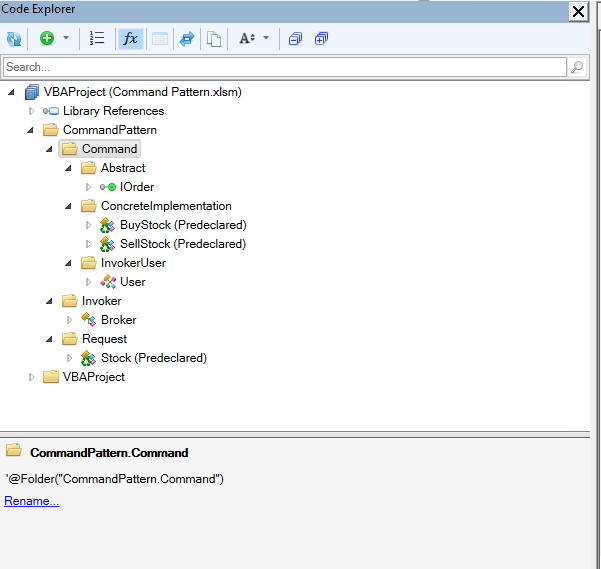 Code Explorer
fx
A
Search...
VBAProject (Command Pattern.xlsm)
Library References
CommandPattern
Command
Abstract
IOrder
ConcreteImplementation
BuyStock (Predeclared)
SellStock (Predeclared)
InvokerUser
User
Invoker
Broker
Request
Stock (Predeclared)
VBAProject
CommandPattern.Command
'@Folder("CommandPattern.Command")
Rename...